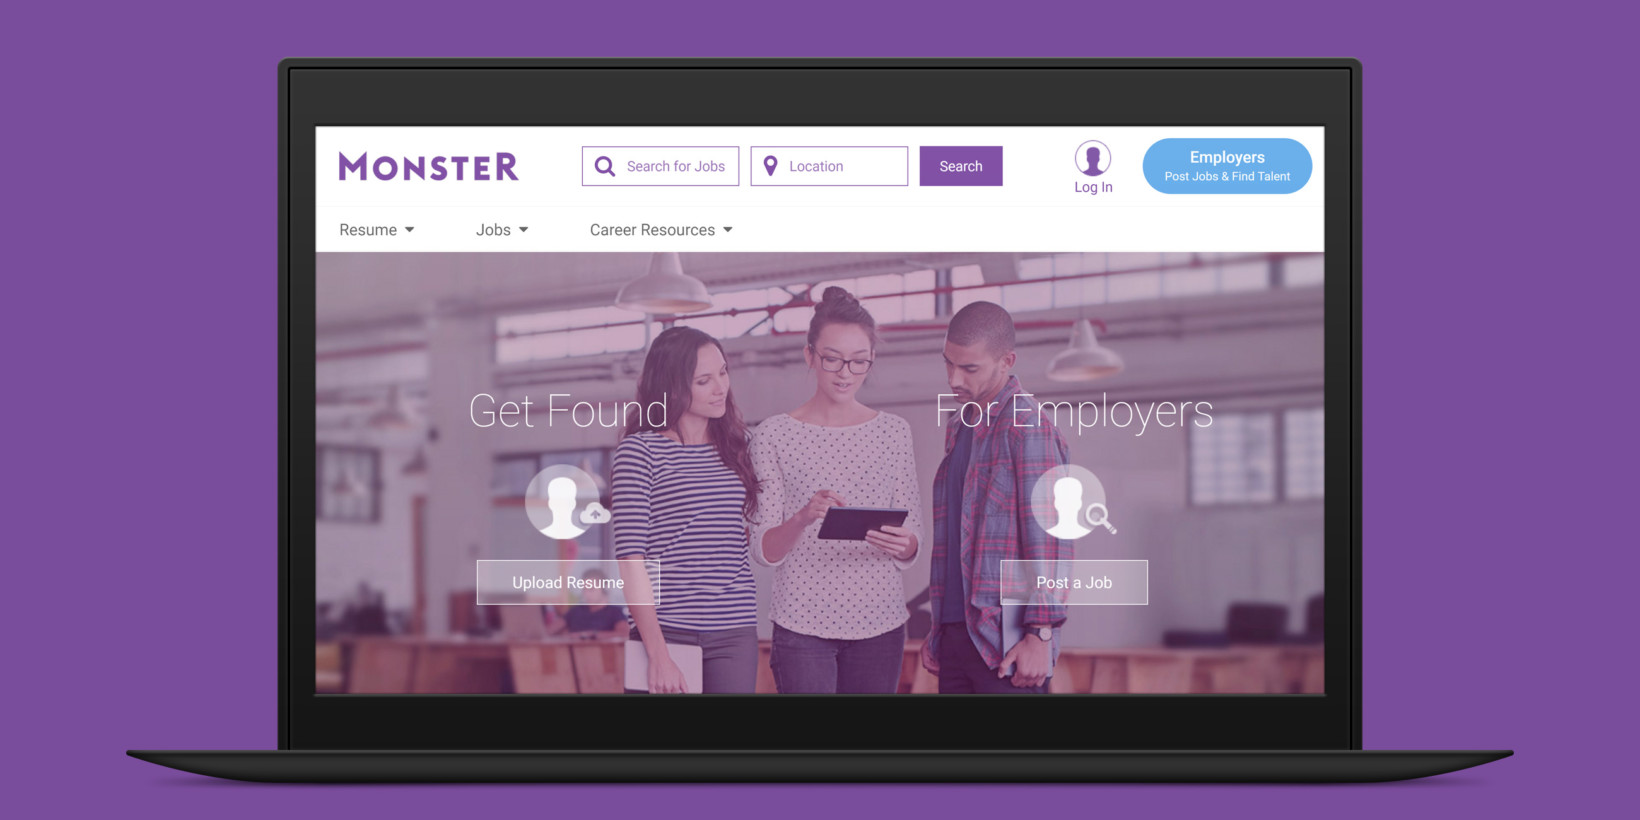 MONSTER
Search for Jobs
Location
Search
Log In
Employers
Post Jobs & Find Talent
Resume
Jobs
Career Resources
Get Found
For Employers
Upload Resume
Post a Job